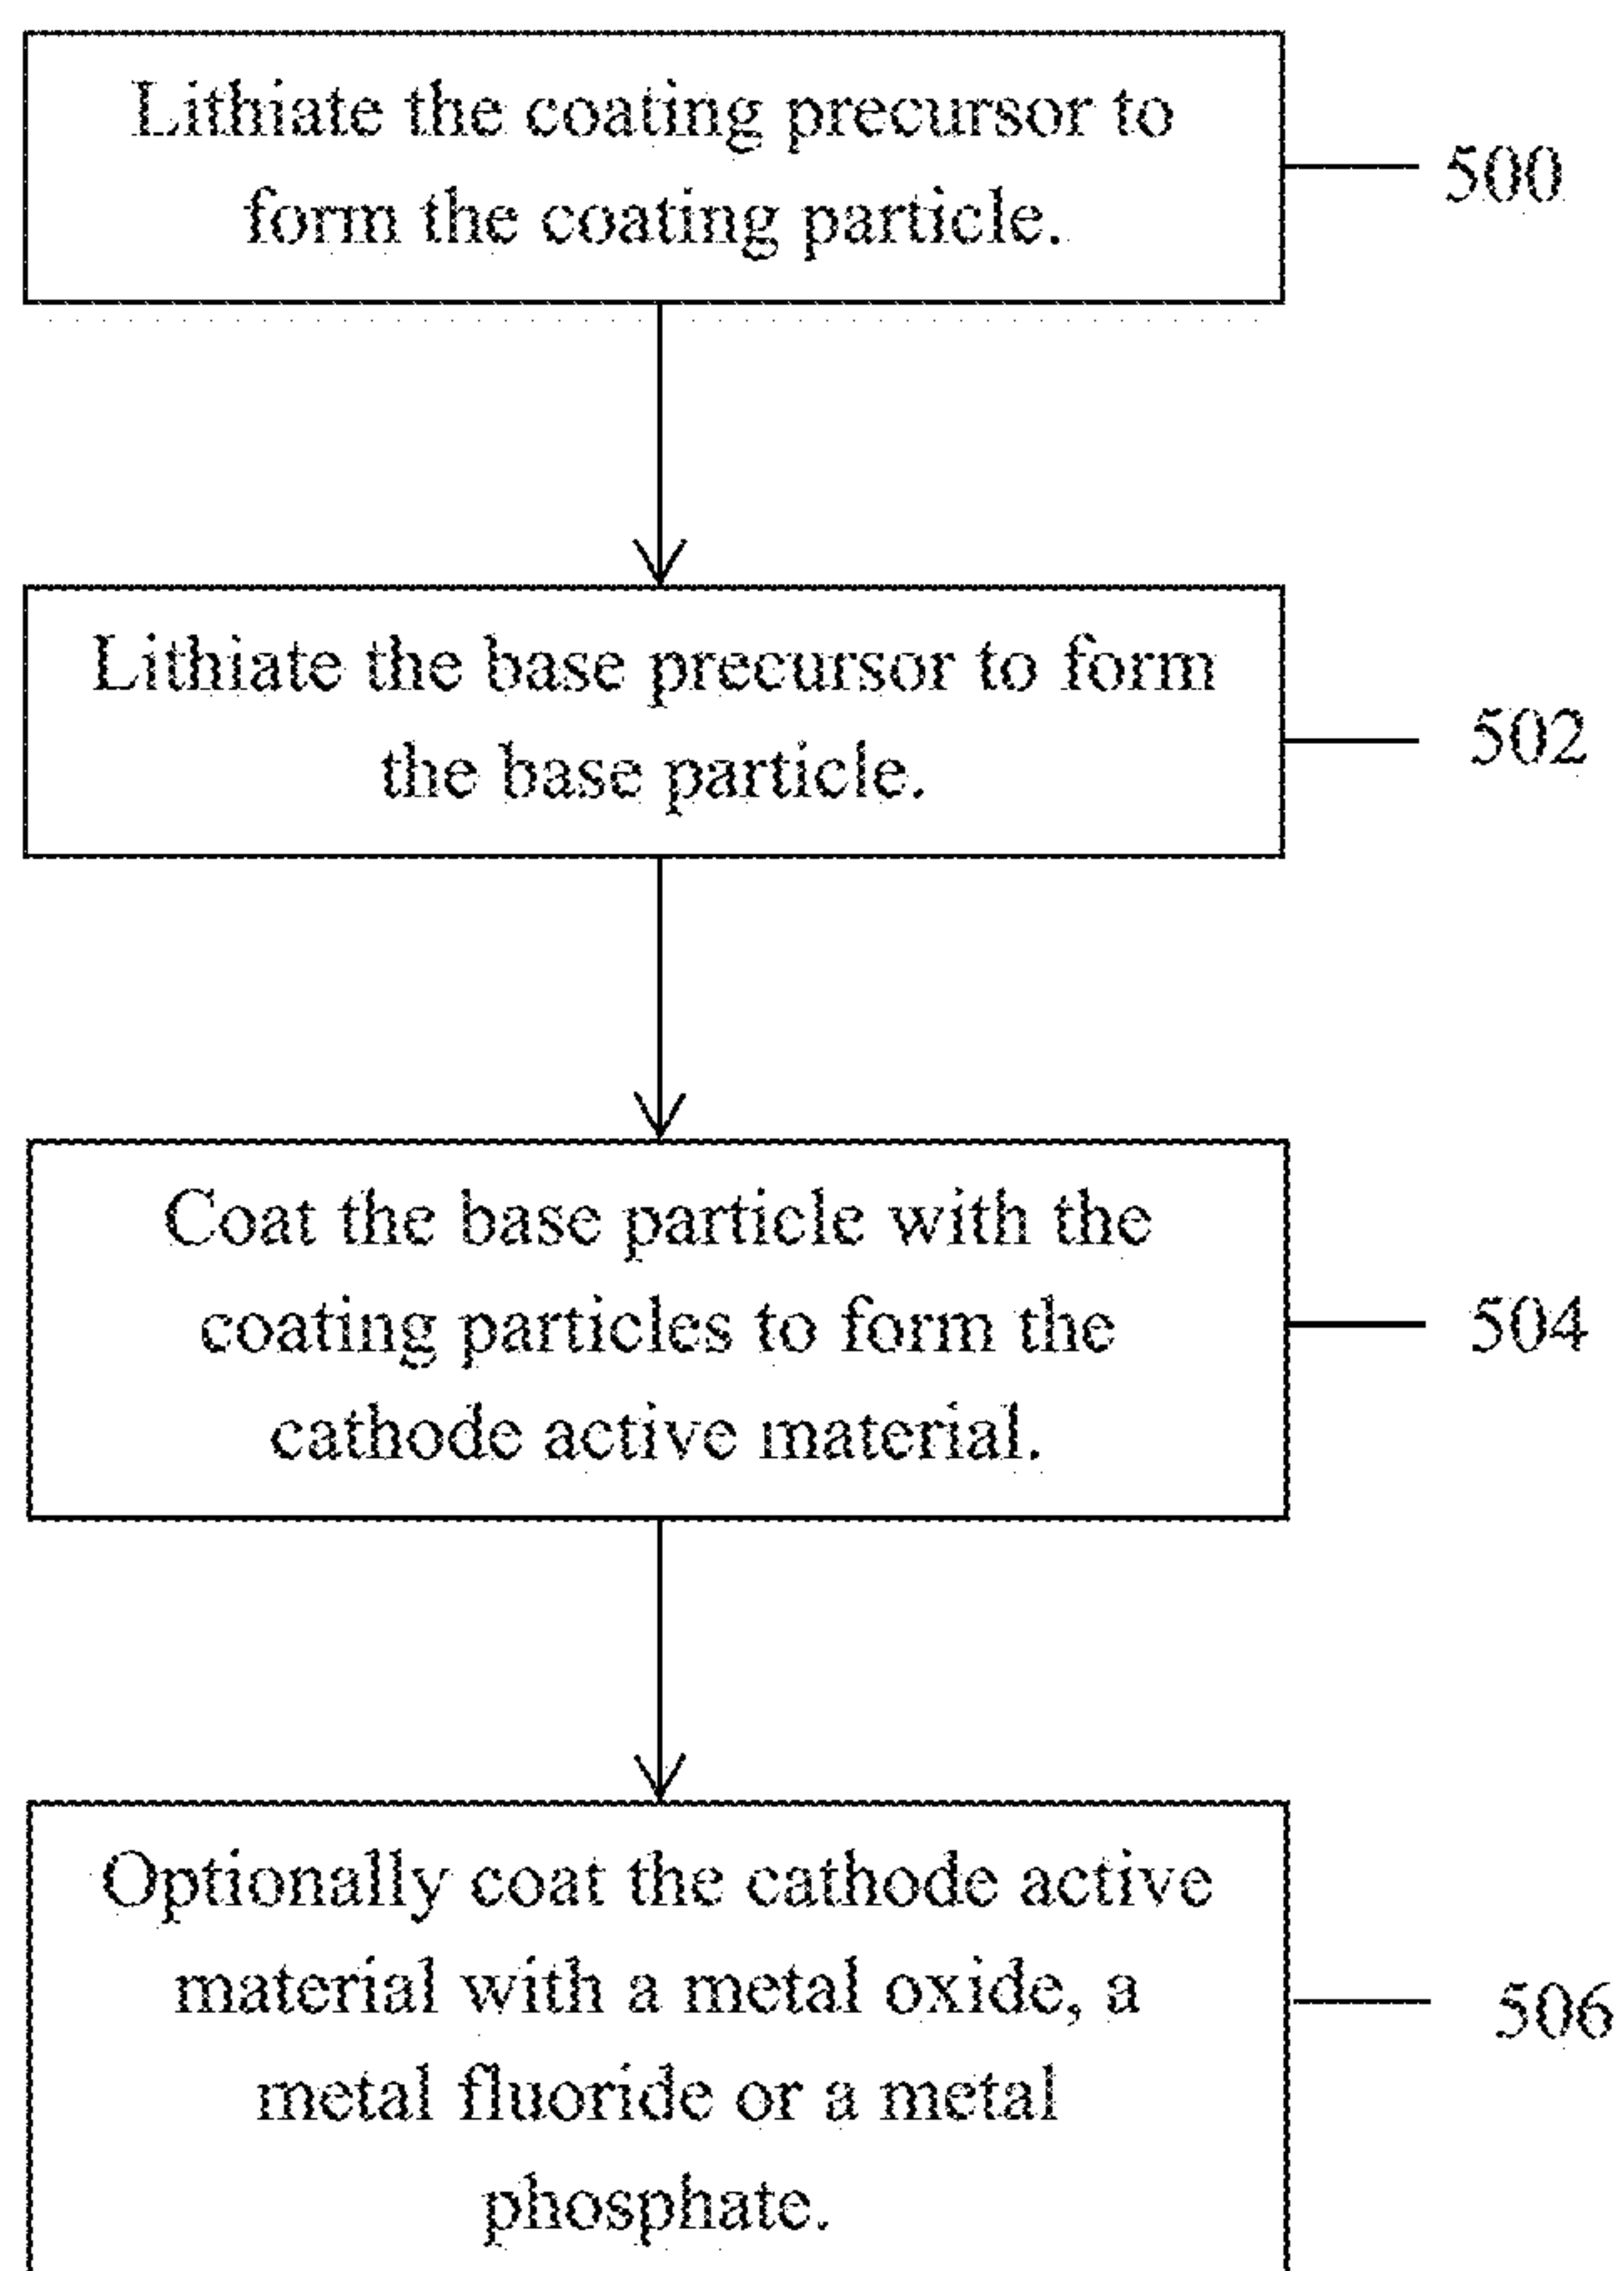 Lithiate the coating precursor to
form the coating particle.
500
Lithiate the base precursor to form
the base particle.
502
Coat the base particle with the
coating particles to form the
cathode active material.
504
Optionally coat the cathode active
material with a metal oxide, a
metal fluoride or a metal
phosphate.
506